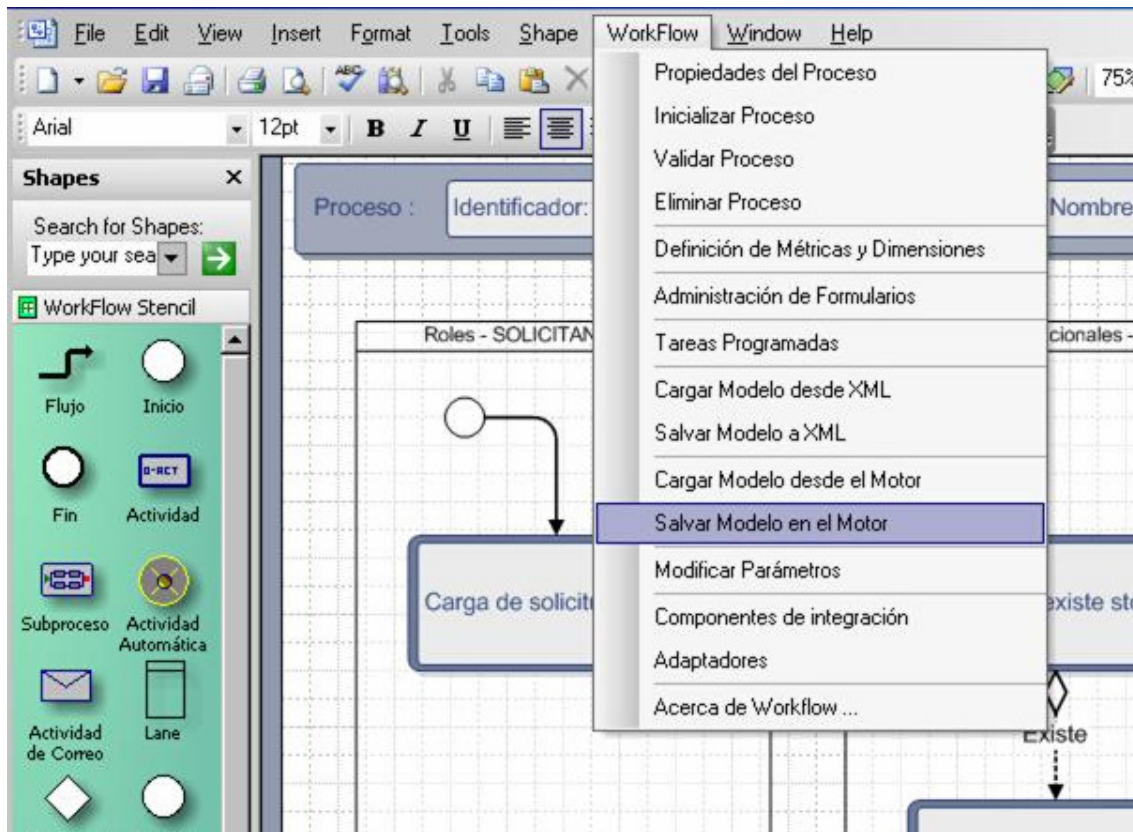 File Edit View Insert Format Tools Shape WorkFlow Window Help
ABC 75%
Arial 12pt B I U
Shapes
Search for Shapes:
Type your sea
WorkFlow Stencil
Flujo Inicio
Fin Actividad
Subproceso Actividad Automática
Actividad de Correo Lane
Propiedades del Proceso
Inicializar Proceso
Validar Proceso
Eliminar Proceso
Definición de Métricas y Dimensiones
Administración de Formularios
Tareas Programadas
Cargar Modelo desde XML
Salvar Modelo a XML
Cargar Modelo desde el Motor
Salvar Modelo en el Motor
Modificar Parámetros
Componentes de integración
Adaptadores
Acerca de Workflow ...
Proceso : Identificador: Nombre
Roles - SOLICITAN
cionales -
Carga de solicitu
existe sto
Existe